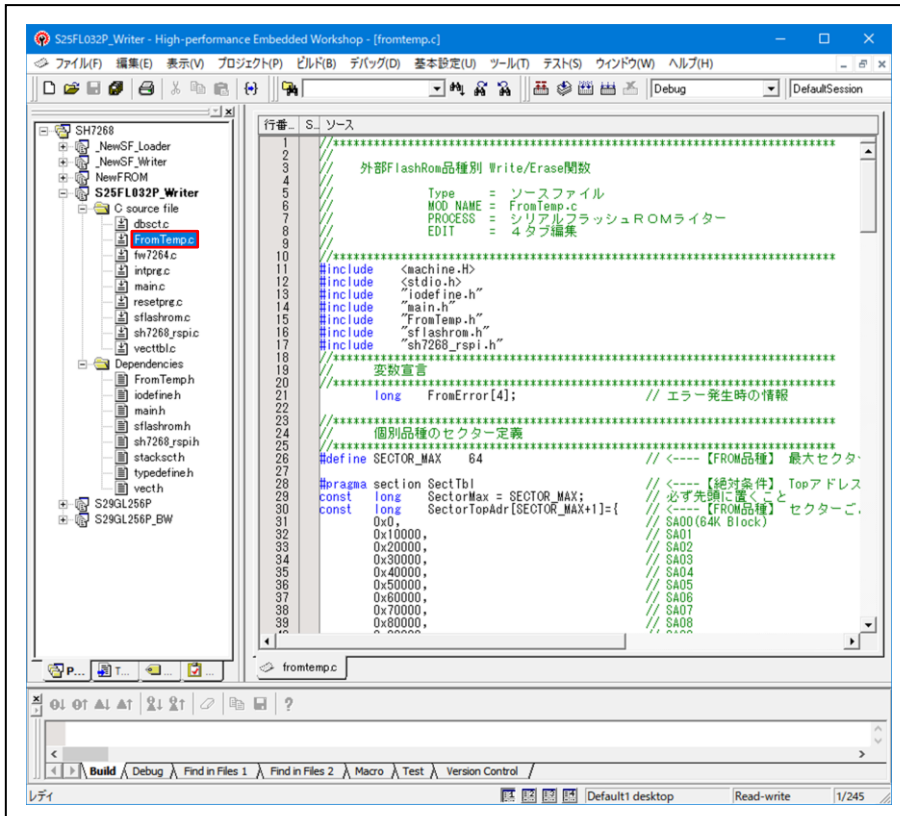 S25FL032P_Writer - High-performance Embedded Workshop - [fromtemp.c]
ファイル(F) 編集(E) 表示(V) プロジェクト(P) ビルド(B) デバッグ(D) 基本設定(U) ツール(T) テスト(S) ウィンドウ(W) ヘルプ(H)
Debug
DefaultSession
SH7268
_NewSF_Loader
_NewSF_Writer
NewFROM
S25FL032P_Writer
C source file
dbsct.c
FromTemp.c
fw7264.c
intprg.c
main.c
resetprg.c
sflashrom.c
sh7268_rspi.c
vecttbl.c
Dependencies
FromTemp.h
iodefine.h
main.h
sflashrom.h
sh7268_rspi.h
stacksct.h
typedefine.h
vect.h
S29GL256P
S29GL256P_BW
P... T... ... ...
行番_ S_ ソース
1 //*****************************************************************************
2 //
3 // 外部FlashRom品種別 Write/Erase関数
4 //
5 // Type = ソースファイル
6 // MOD NAME = FromTemp.c
7 // PROCESS = シリアルフラッシュROMライター
8 // EDIT = 4タブ編集
9 //
10 //*****************************************************************************
11 #include <machine.H>
12 #include <stdio.h>
13 #include "iodefine.h"
14 #include "main.h"
15 #include "FromTemp.h"
16 #include "sflashrom.h"
17 #include "sh7268_rspi.h"
18 //*****************************************************************************
19 // 変数宣言
20 //*****************************************************************************
21 long FromError[4]; // エラー発生時の情報
22
23 //*****************************************************************************
24 // 個別品種のセクター定義
25 //*****************************************************************************
26 #define SECTOR_MAX 64 // <----【FROM品種】 最大セクタ
27
28 #pragma section SectTbl // <----【絶対条件】 Topアドレス
29 const long SectorMax = SECTOR_MAX; // 必ず先頭に置くこと
30 const long SectorTopAdr[SECTOR_MAX+1]={ // <----【FROM品種】 セクターご
31 0x0, // SA00(64K Block)
32 0x10000, // SA01
33 0x20000, // SA02
34 0x30000, // SA03
35 0x40000, // SA04
36 0x50000, // SA05
37 0x60000, // SA06
38 0x70000, // SA07
39 0x80000, // SA08
fromtemp.c
Build Debug Find in Files 1 Find in Files 2 Macro Test Version Control
レディ
Default1 desktop
Read-write
1/245